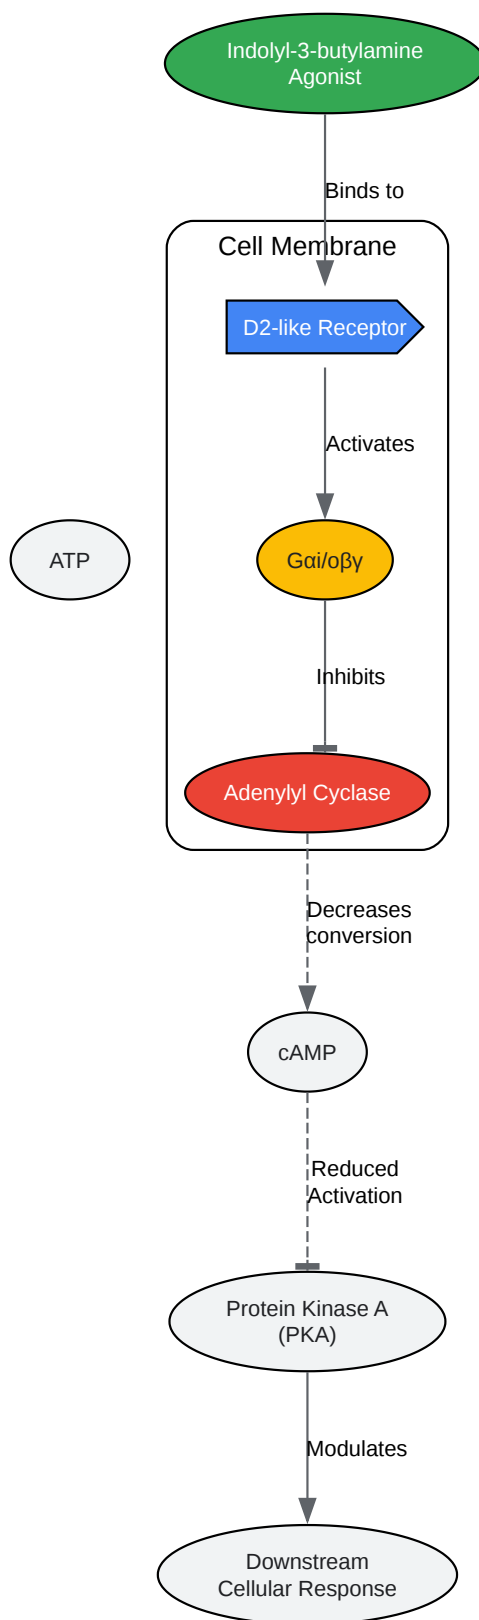 Indolyl-3-butylamine
Agonist
Binds to
Cell Membrane
D2-like Receptor
Activates
ATP
Gαi/oβγ
Inhibits
Adenylyl Cyclase
Decreases
conversion
cAMP
Reduced
Activation
Protein Kinase A
(PKA)
Modulates
Downstream
Cellular Response